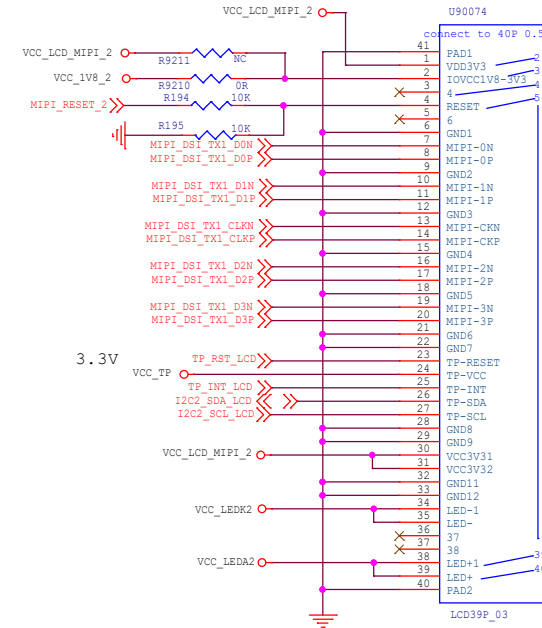 VCC_LCD_MIPI_2
U90074
connect to 40P 0.5
VCC_LCD_MIPI_2
R9211
NC
VCC_1V8_2
R9210
0R
MIPI_RESET_2
R194
10K
R195
10K
41 PAD1
1 VDD3V3 2
2 IOVCC1V8-3V3 3
3 4 4
4 RESET 5
5 6
6 GND1
MIPI_DSI_TX1_D0N 7 MIPI-0N
MIPI_DSI_TX1_D0P 8 MIPI-0P
9 GND2
MIPI_DSI_TX1_D1N 10 MIPI-1N
MIPI_DSI_TX1_D1P 11 MIPI-1P
12 GND3
MIPI_DSI_TX1_CLKN 13 MIPI-CKN
MIPI_DSI_TX1_CLKP 14 MIPI-CKP
15 GND4
MIPI_DSI_TX1_D2N 16 MIPI-2N
MIPI_DSI_TX1_D2P 17 MIPI-2P
18 GND5
MIPI_DSI_TX1_D3N 19 MIPI-3N
MIPI_DSI_TX1_D3P 20 MIPI-3P
21 GND6
22 GND7
3.3V
TP_RST_LCD 23 TP-RESET
VCC_TP 24 TP-VCC
TP_INT_LCD 25 TP-INT
I2C2_SDA_LCD 26 TP-SDA
I2C2_SCL_LCD 27 TP-SCL
28 GND8
29 GND9
VCC_LCD_MIPI_2 30 VCC3V31
31 VCC3V32
32 GND11
33 GND12
VCC_LEDK2 34 LED-1
35 LED-
36 37
37 38
VCC_LEDA2 38 LED+1
39 LED+
40 PAD2
LCD39P_03